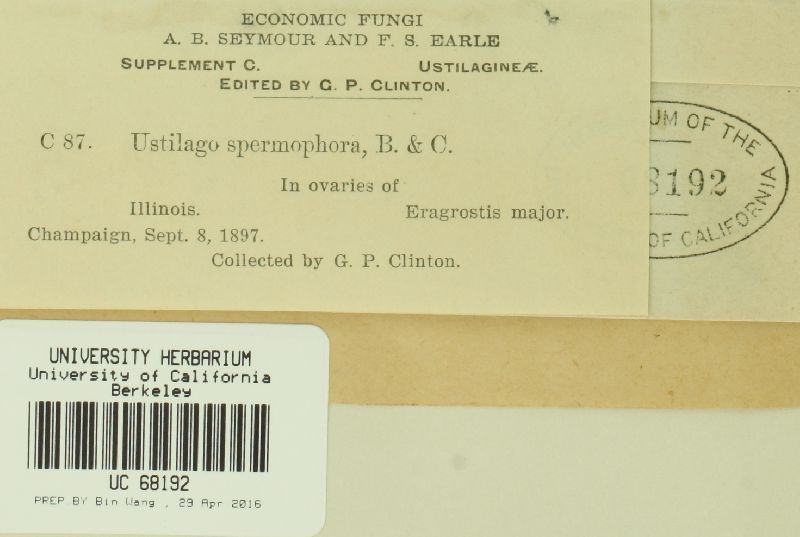 ECONOMIC FUNGI
A. B. SEYMOUR AND F. S. EARLE
SUPPLEMENT C. USTILAGINEÆ.
EDITED BY G. P. CLINTON.
C 87. Ustilago spermophora, B. & C.
In ovaries of
Illinois. Eragrostis major.
Champaign, Sept. 8, 1897.
Collected by G. P. Clinton.
UM OF THE
8192
OF CALIFORNIA
UNIVERSITY HERBARIUM
University of California
Berkeley
UC 68192
PREP BY Bin Wang , 29 Apr 2016